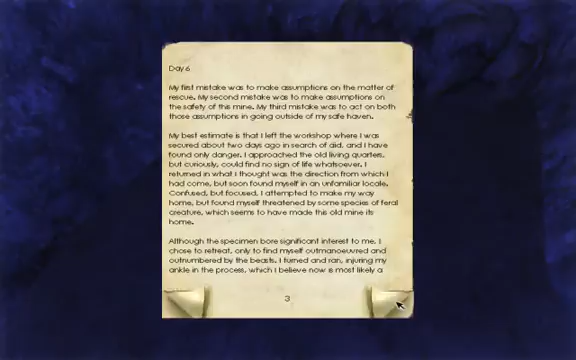 Day 6
My first mistake was to make assumptions on the matter of
rescue. My second mistake was to make assumptions on
the safety of this mine. My third mistake was to act on both
those assumptions in going outside of my safe haven.
My best estimate is that I left the workshop where I was
secured about two days ago in search of aid, and I have
found only danger. I approached the old living quarters,
but curiously, could find no sign of life whatsoever. I
returned in what I thought was the direction from which I
had come, but soon found myself in an unfamiliar locale.
Confused, but focused, I attempted to make my way
home, but found myself threatened by some species of feral
creature, which seems to have made this old mine its
home.
Although the specimen bore significant interest to me, I
chose to retreat, only to find myself outmanoeuvred and
outnumbered by the beasts. I turned and ran, injuring my
ankle in the process, which I believe now is most likely a
3